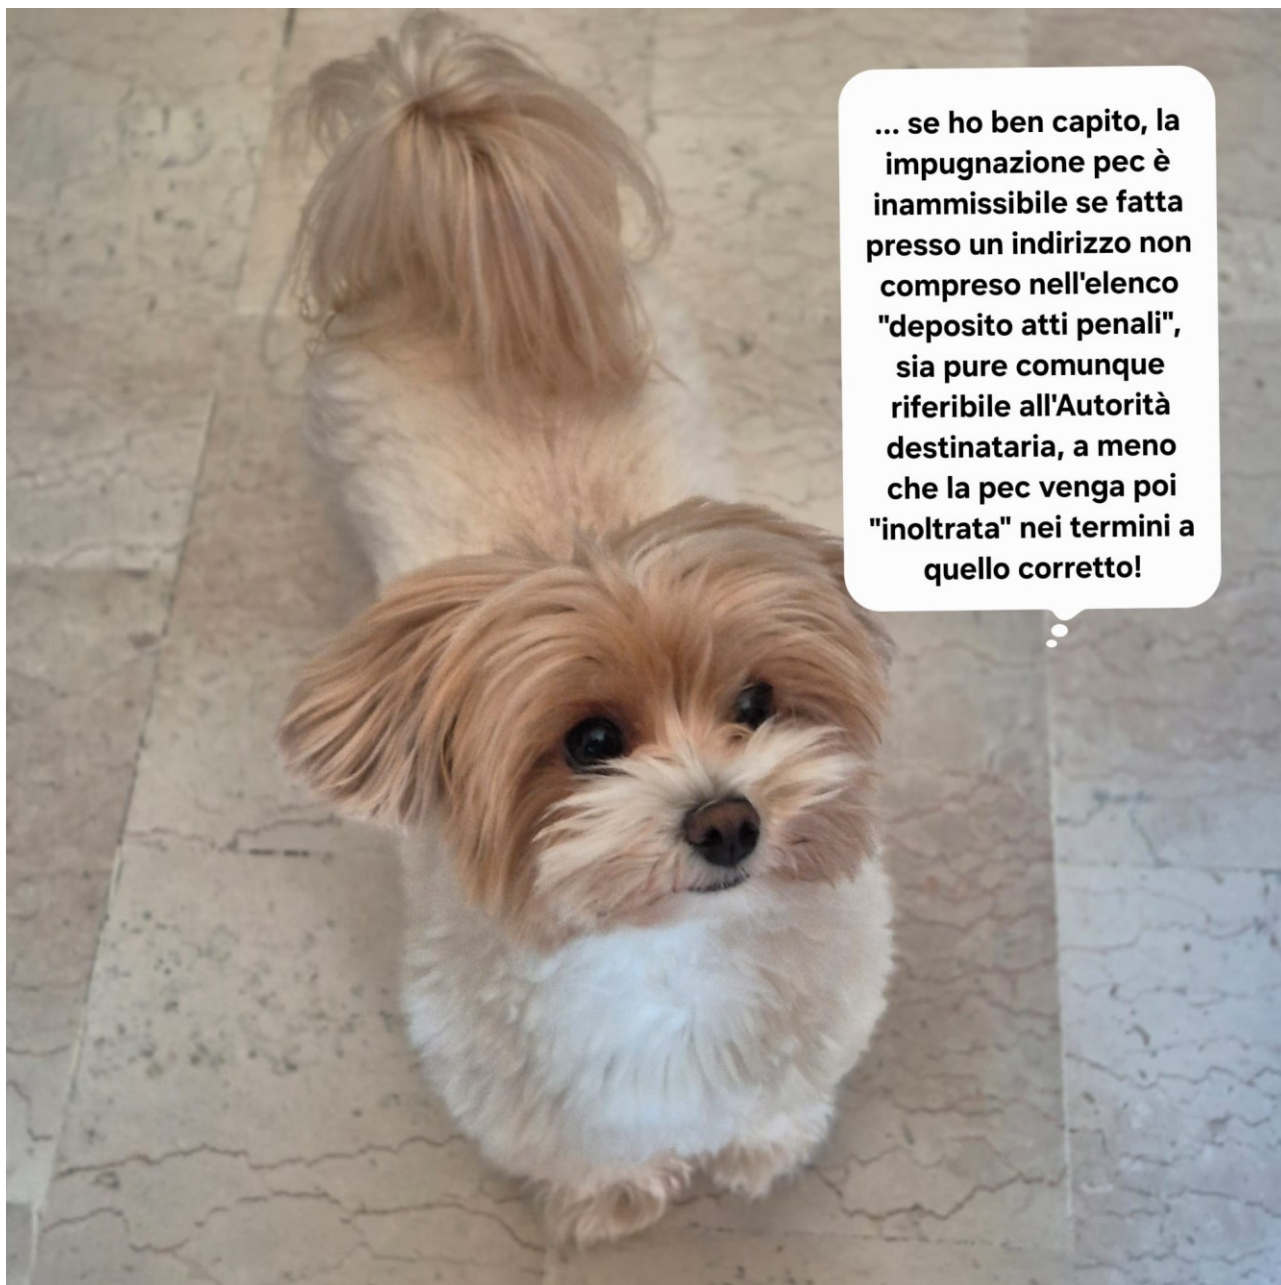 ... se ho ben capito, la
impugnazione pec è
inammissibile se fatta
presso un indirizzo non
compreso nell'elenco
"deposito atti penali",
sia pure comunque
riferibile all'Autorità
destinataria, a meno
che la pec venga poi
"inoltrata" nei termini a
quello corretto!